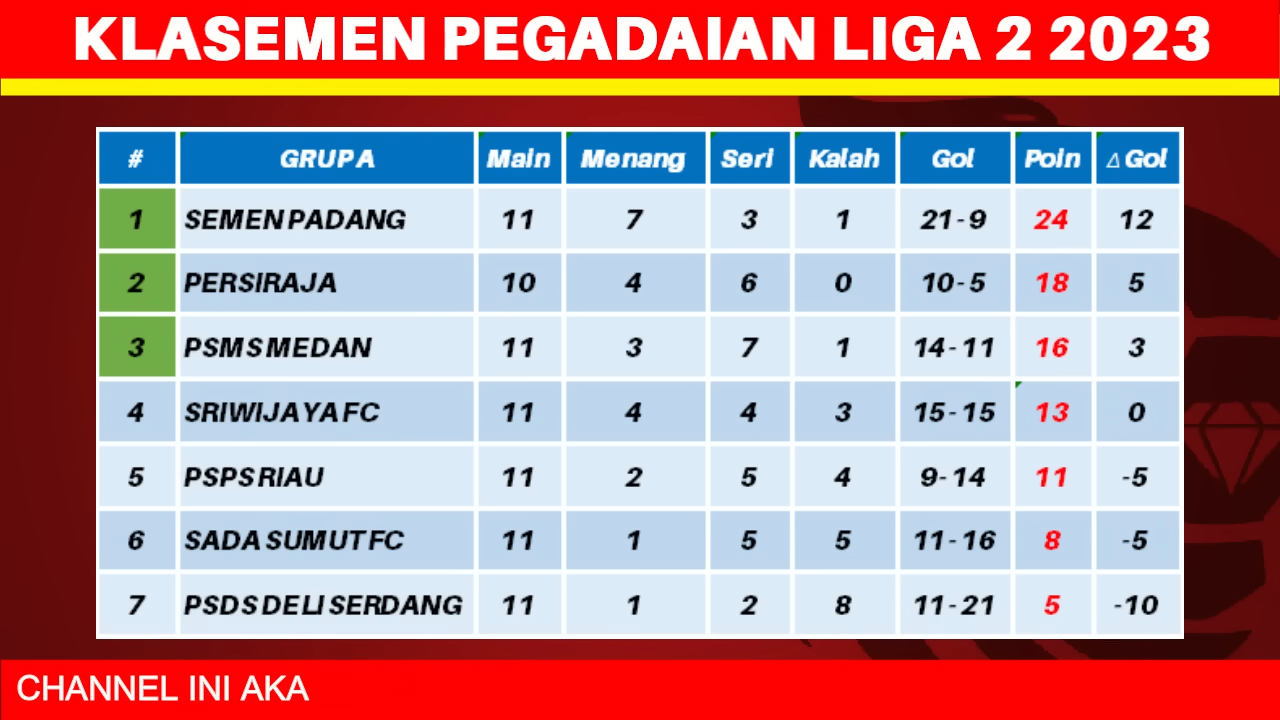 KLASEMEN PEGADAIAN LIGA 2 2023
# GRUP A Main Menang Seri Kalah Gol Poin Δ Gol
1 SEMEN PADANG 11 7 3 1 21-9 24 12
2 PERSIRAJA 10 4 6 0 10-5 18 5
3 PSMS MEDAN 11 3 7 1 14-11 16 3
4 SRIWIJAYA FC 11 4 4 3 15-15 13 0
5 PSPS RIAU 11 2 5 4 9-14 11 -5
6 SADA SUMUT FC 11 1 5 5 11-16 8 -5
7 PSDS DELI SERDANG 11 1 2 8 11-21 5 -10
CHANNEL INI AKA